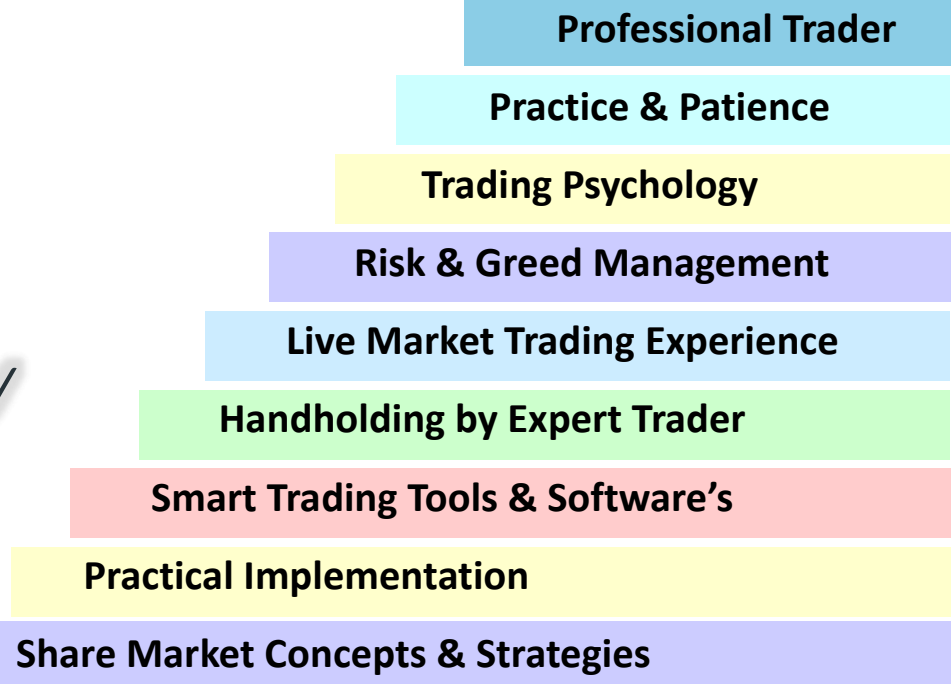 Professional Trader
Practice & Patience
Trading Psychology
Risk & Greed Management
Live Market Trading Experience
Handholding by Expert Trader
Smart Trading Tools & Software’s
Practical Implementation
Share Market Concepts & Strategies